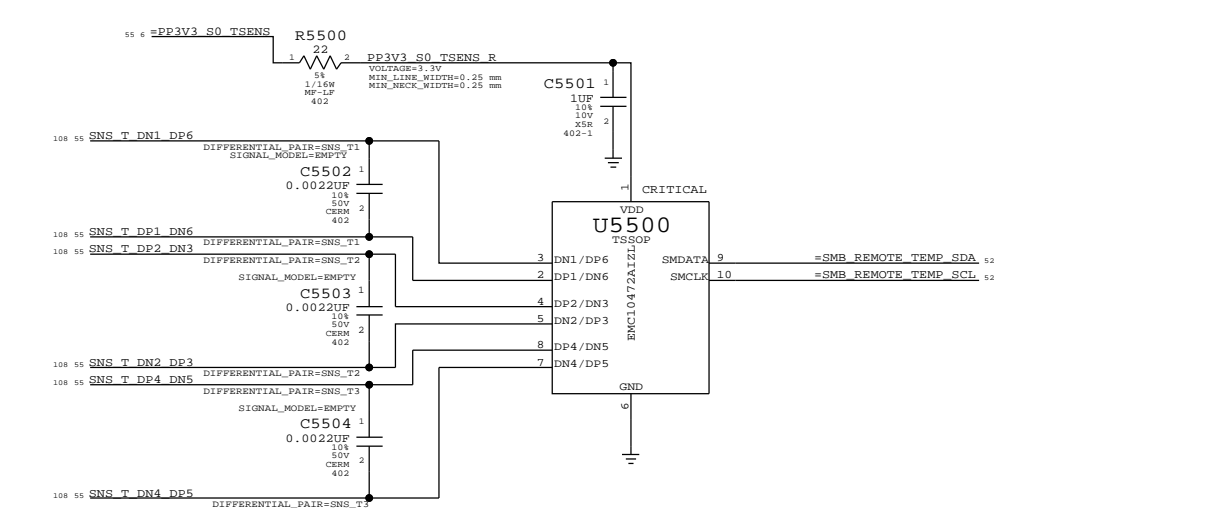 55 6 =PP3V3_S0_TSENS
R5500
22
1 2
5%
1/16W
MF-LF
402
PP3V3_S0_TSENS_R
VOLTAGE=3.3V
MIN_LINE_WIDTH=0.25 mm
MIN_NECK_WIDTH=0.25 mm
C5501 1
1UF
10%
10V
X5R 2
402-1
108 55 SNS_T_DN1_DP6
DIFFERENTIAL_PAIR=SNS_T1
SIGNAL_MODEL=EMPTY
C5502 1
0.0022UF
10%
50V
CERM 2
402
108 55 SNS_T_DP1_DN6
DIFFERENTIAL_PAIR=SNS_T1
108 55 SNS_T_DP2_DN3
DIFFERENTIAL_PAIR=SNS_T2
SIGNAL_MODEL=EMPTY
C5503 1
0.0022UF
10%
50V
CERM 2
402
108 55 SNS_T_DN2_DP3
DIFFERENTIAL_PAIR=SNS_T2
108 55 SNS_T_DP4_DN5
DIFFERENTIAL_PAIR=SNS_T3
SIGNAL_MODEL=EMPTY
C5504 1
0.0022UF
10%
50V
CERM 2
402
108 55 SNS_T_DN4_DP5
DIFFERENTIAL_PAIR=SNS_T3
1 CRITICAL
VDD
U5500
TSSOP
EMC10472AIZL
3 DN1/DP6
2 DP1/DN6
4 DP2/DN3
5 DN2/DP3
8 DP4/DN5
7 DN4/DP5
SMDATA 9 =SMB_REMOTE_TEMP_SDA 52
SMCLK 10 =SMB_REMOTE_TEMP_SCL 52
GND
6